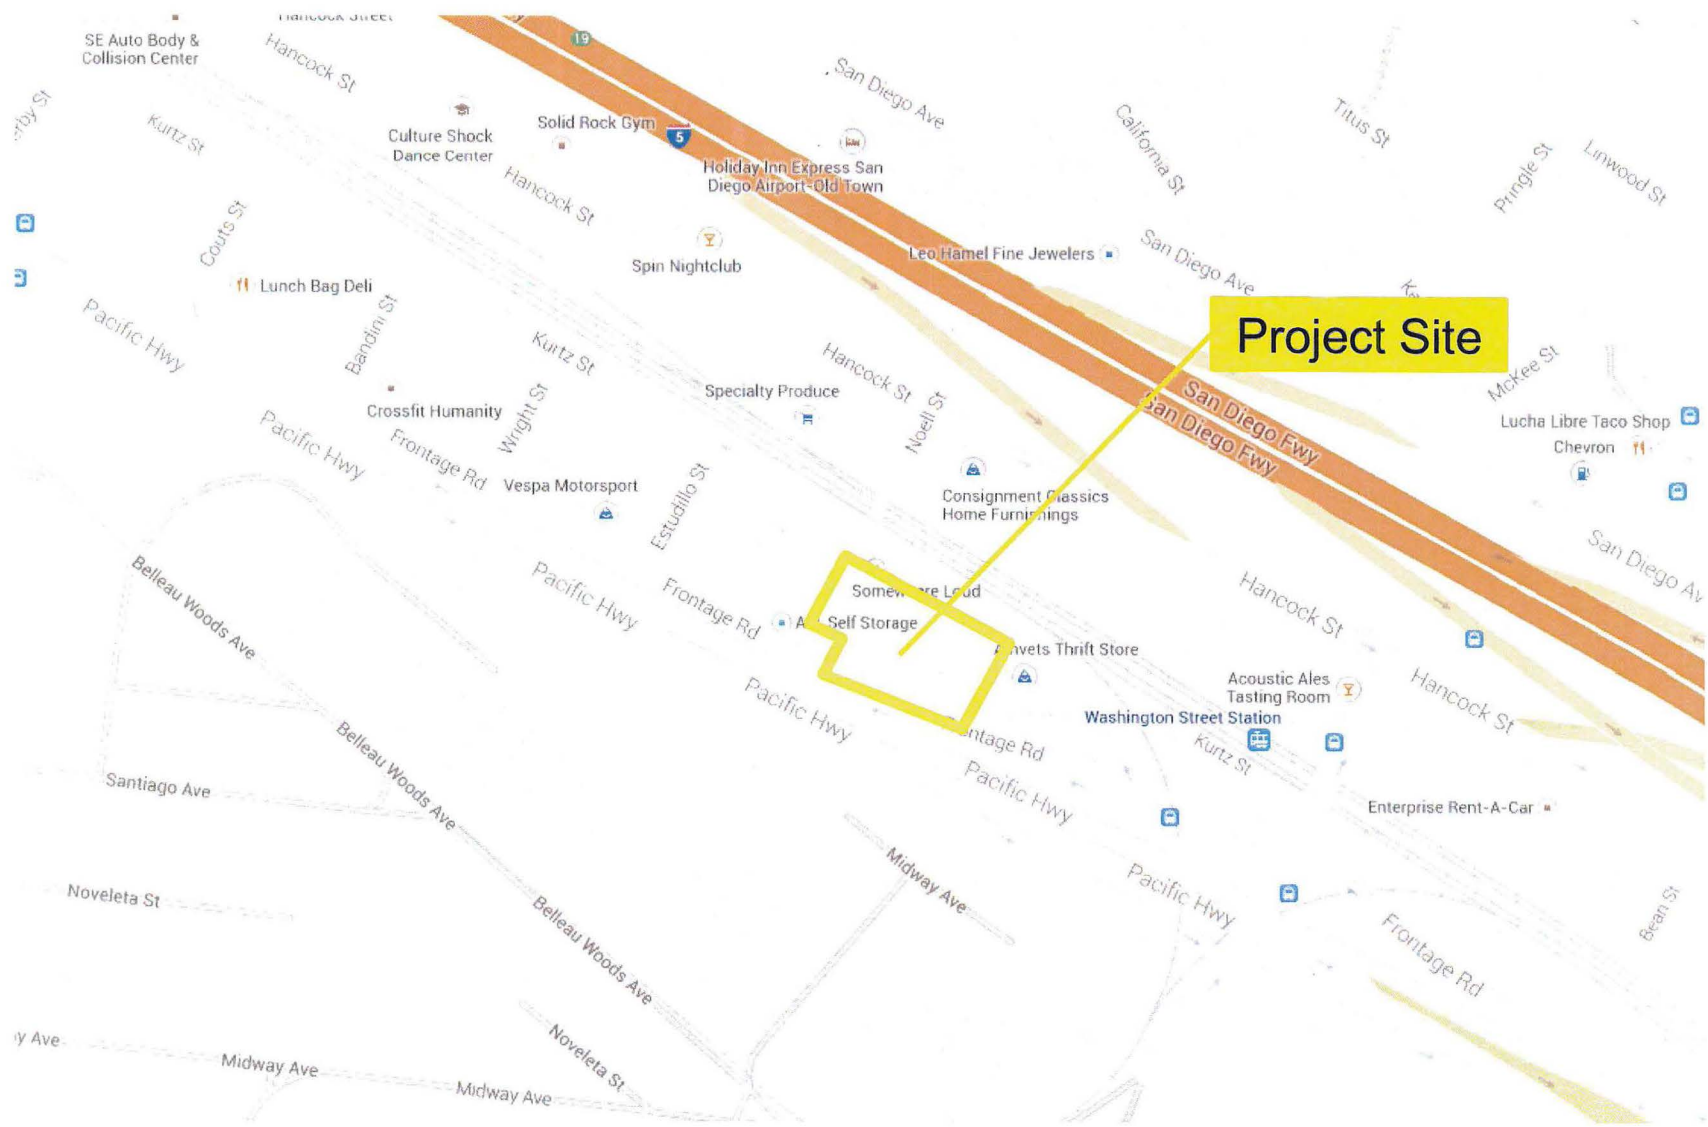 Hancock Street
SE Auto Body &
Collision Center
Hancock St
19
San Diego Ave
California St
Titus St
Kurtz St
Culture Shock
Dance Center
Solid Rock Gym
5
Holiday Inn Express San
Diego Airport-Old Town
Pringle St
Linwood St
Hancock St
Couts St
Spin Nightclub
Leo Hamel Fine Jewelers
San Diego Ave
Lunch Bag Deli
Pacific Hwy
Bandini St
Kurtz St
Project Site
Hancock St
McKee St
Specialty Produce
Noell St
San Diego Fwy
San Diego Fwy
Crossfit Humanity
Wright St
Lucha Libre Taco Shop
Chevron
Pacific Hwy
Frontage Rd
Vespa Motorsport
Estudillo St
Consignment Classics
Home Furnishings
San Diego Av
Belleau Woods Ave
Pacific Hwy
Frontage Rd
Somewhere Loud
Self Storage
Hancock St
Amvets Thrift Store
Acoustic Ales
Tasting Room
Hancock St
Pacific Hwy
Washington Street Station
Frontage Rd
Kurtz St
Belleau Woods Ave
Santiago Ave
Pacific Hwy
Enterprise Rent-A-Car
Midway Ave
Pacific Hwy
Noveleta St
Belleau Woods Ave
Frontage Rd
Bean St
y Ave
Midway Ave
Noveleta St
Midway Ave